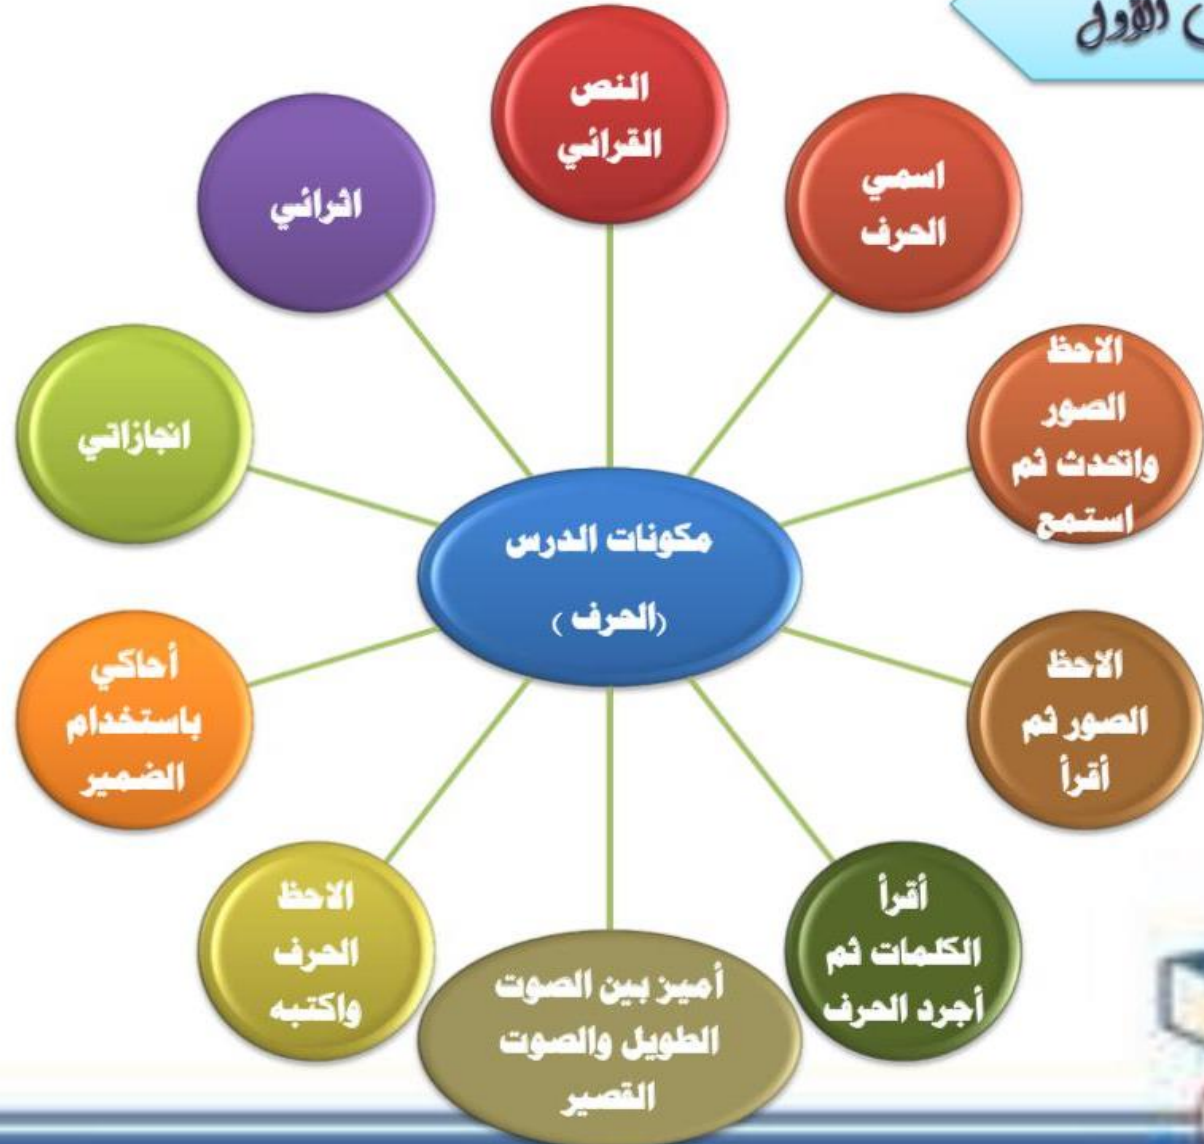 الأول
النص
القرائي
اسمي
الحرف
الاحظ
الصور
واتحدث ثم
استمع
الاحظ
الصور ثم
أقرأ
أقرأ
الكلمات ثم
أجرد الحرف
أميز بين الصوت
الطويل والصوت
القصير
الاحظ
الحرف
واكتبه
أحاكي
باستخدام
الضمير
انجازاتي
اثرائي
مكونات الدرس
(الحرف )